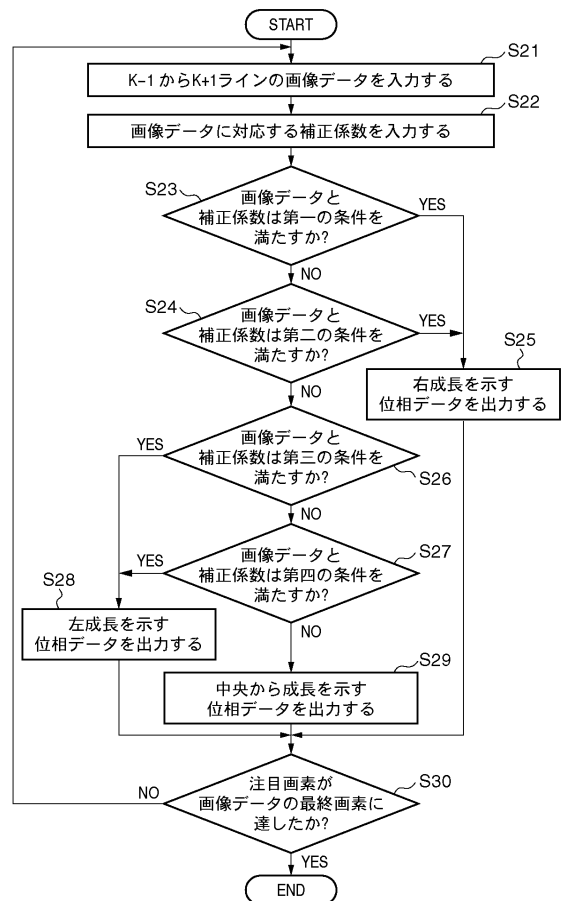 START
S21
K-1からK+1ラインの画像データを入力する
S22
画像データに対応する補正係数を入力する
S23
画像データと
補正係数は第一の条件を
満たすか?
YES
NO
S24
画像データと
補正係数は第二の条件を
満たすか?
YES
NO
S25
右成長を示す
位相データを出力する
画像データと
補正係数は第三の条件を
満たすか?
YES
S26
NO
S27
画像データと
補正係数は第四の条件を
満たすか?
YES
NO
S28
左成長を示す
位相データを出力する
S29
中央から成長を示す
位相データを出力する
S30
注目画素が
画像データの最終画素に
達したか?
NO
YES
END